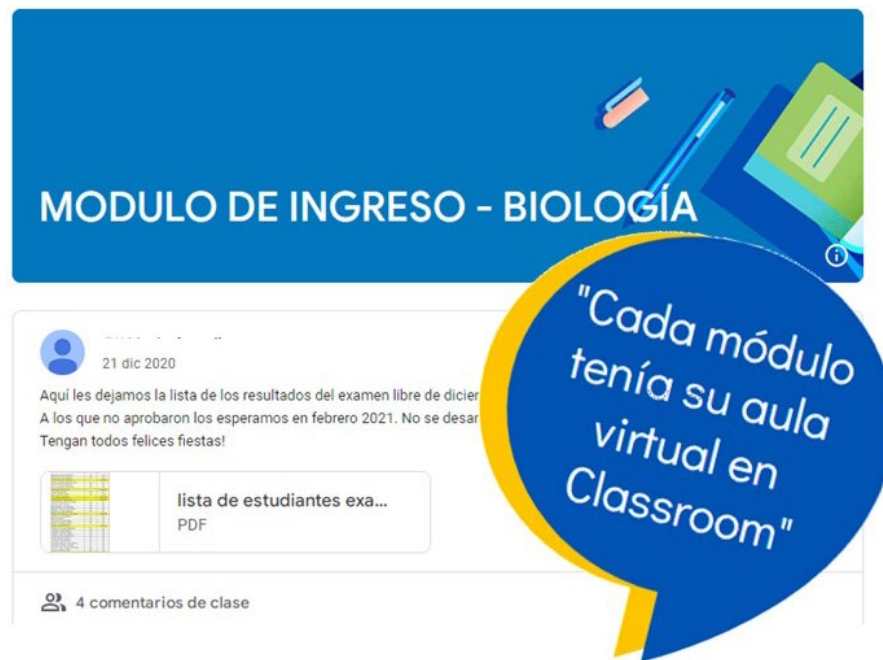 MODULO DE INGRESO - BIOLOGÍA
21 dic 2020
Aquí les dejamos la lista de los resultados del examen libre de
A los que no aprobaron los esperamos en febrero 2021. No se
Tengan todos felices fiestas!
lista de estudiantes exa...
PDF
4 comentarios de clase
"Cada módulo
tenía su aula
virtual en
Classroom"